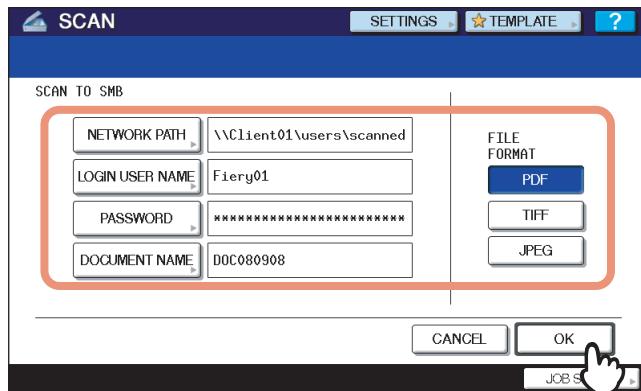 SCAN
SETTINGS
TEMPLATE
?
SCAN TO SMB
NETWORK PATH
\\Client01\users\scanned
LOGIN USER NAME
Fiery01
PASSWORD
************************
DOCUMENT NAME
DOC080908
FILE
FORMAT
PDF
TIFF
JPEG
CANCEL
OK
JOB S